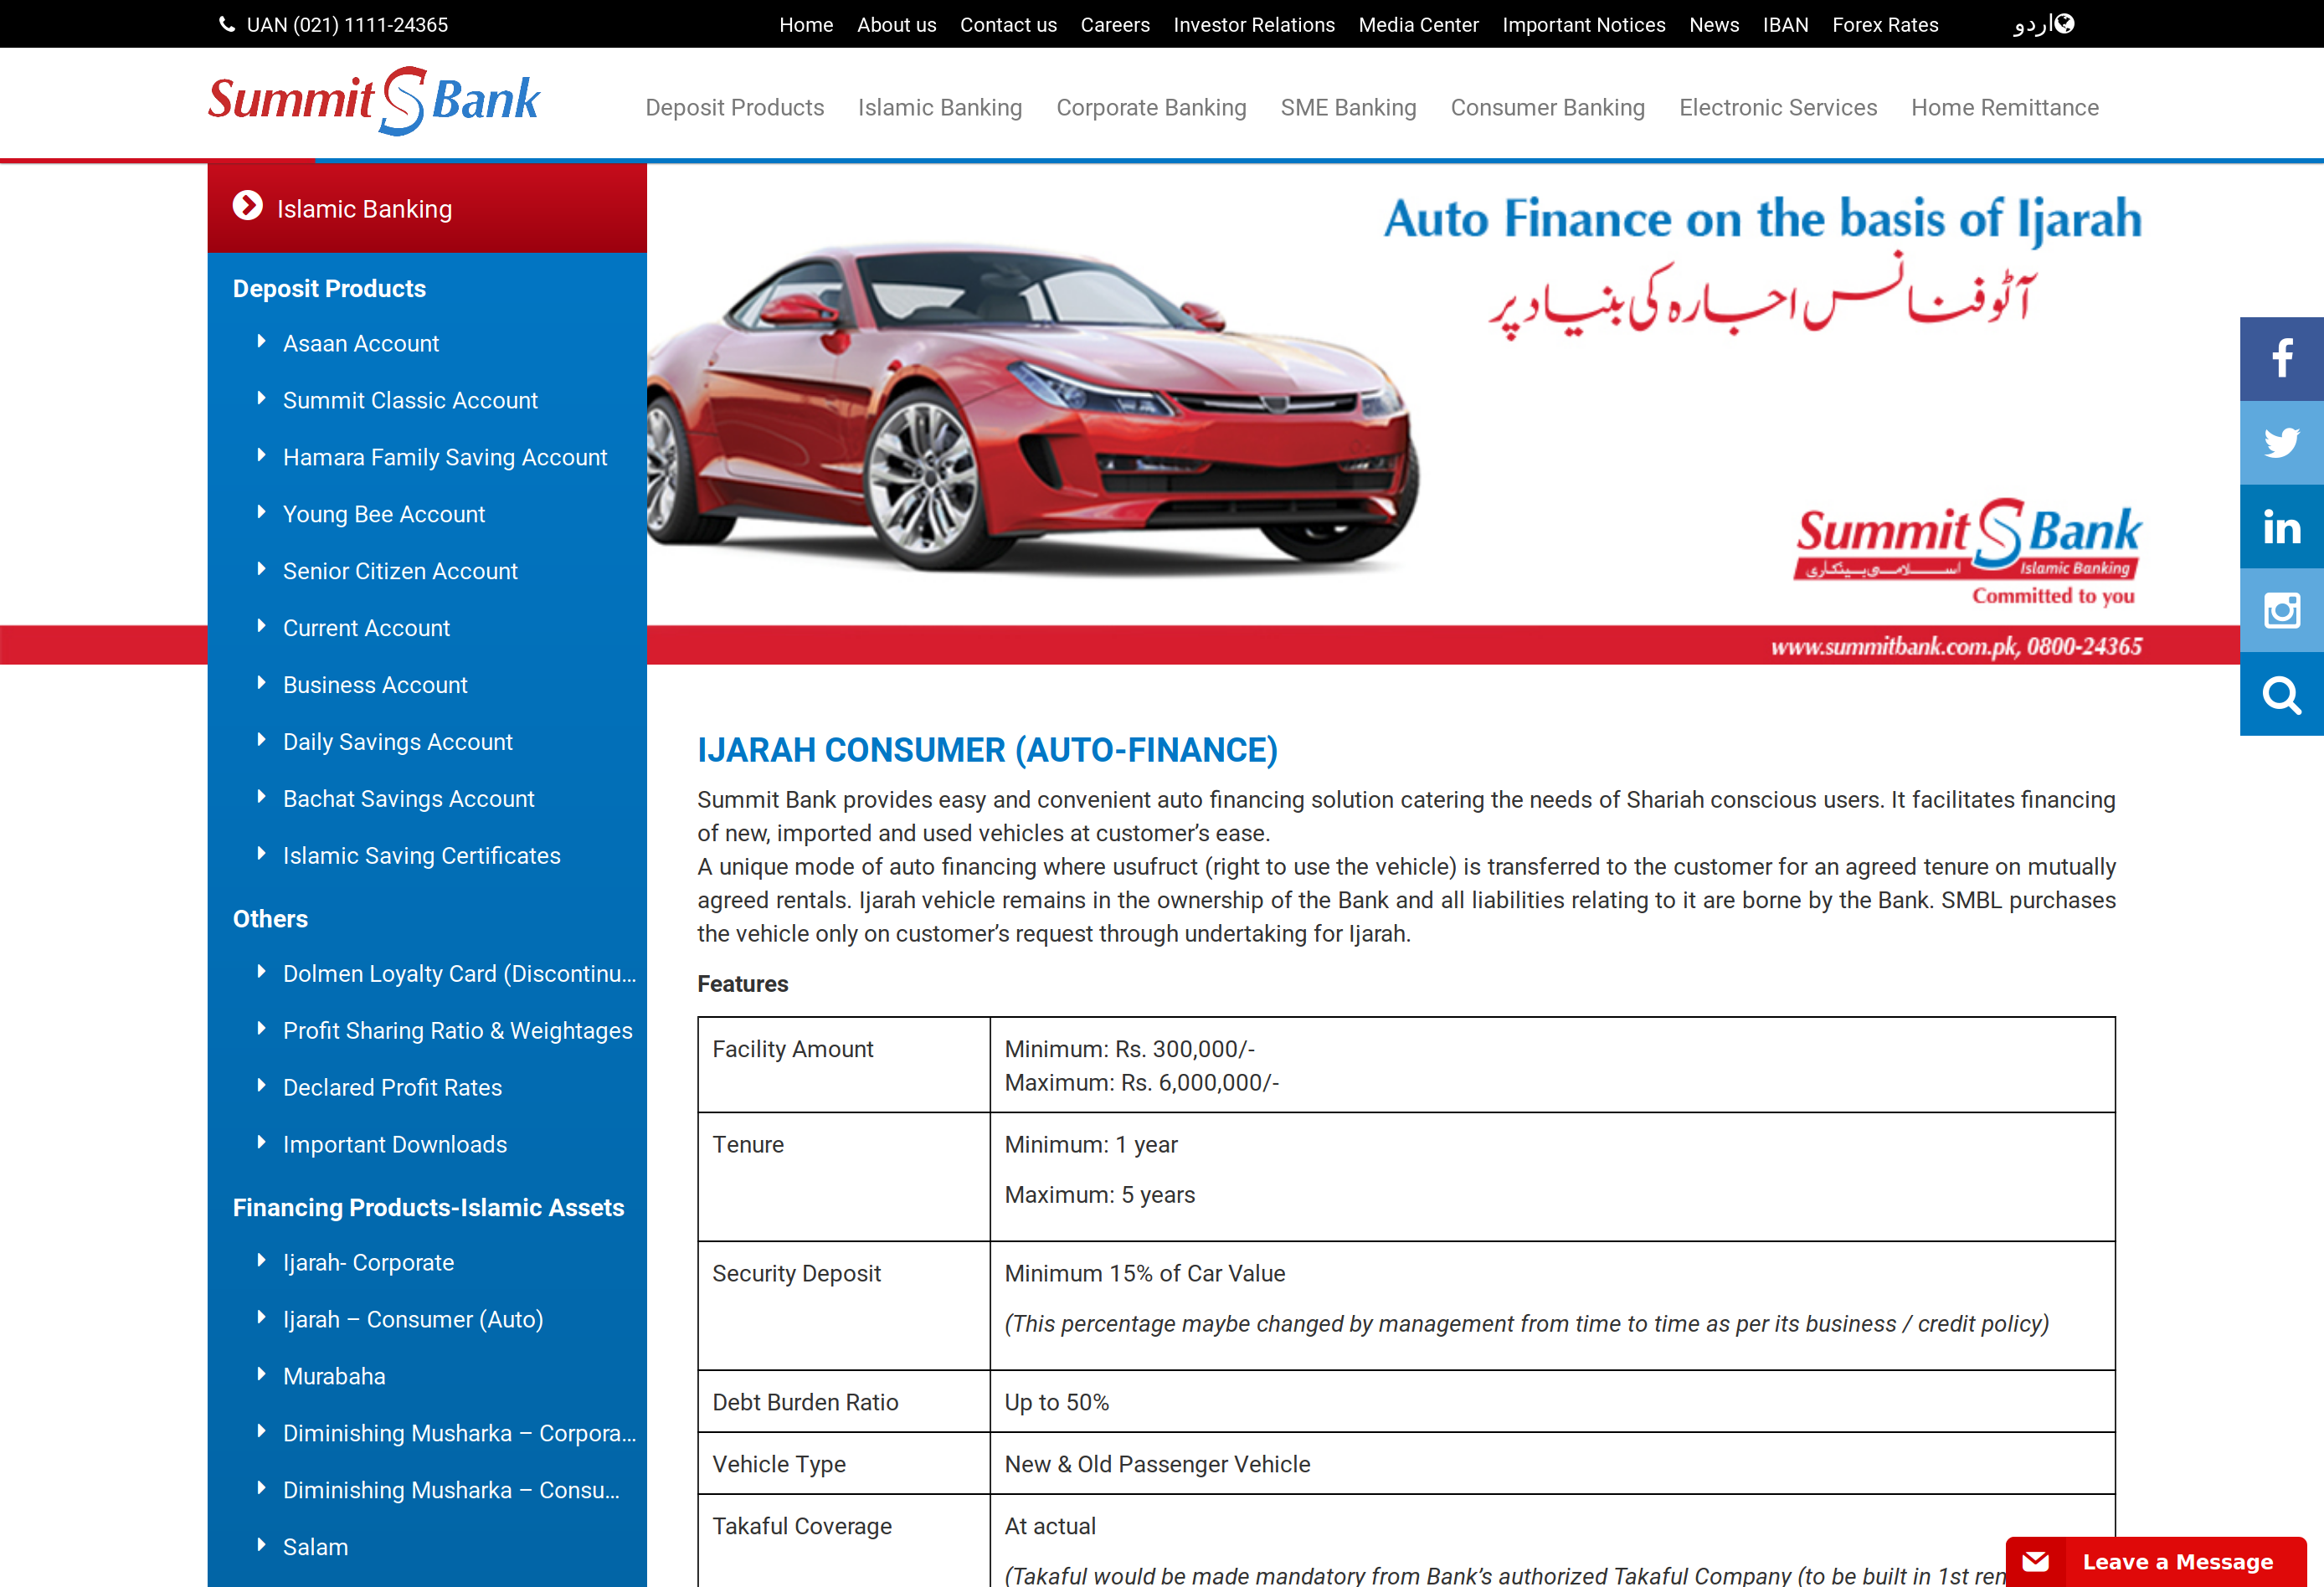 UAN (021) 1111-24365
Home About us Contact us Careers Investor Relations Media Center Important Notices News IBAN Forex Rates اردو
Summit S Bank
Deposit Products Islamic Banking Corporate Banking SME Banking Consumer Banking Electronic Services Home Remittance
Islamic Banking
Deposit Products
Asaan Account
Summit Classic Account
Hamara Family Saving Account
Young Bee Account
Senior Citizen Account
Current Account
Business Account
Daily Savings Account
Bachat Savings Account
Islamic Saving Certificates
Others
Dolmen Loyalty Card (Discontinu...
Profit Sharing Ratio & Weightages
Declared Profit Rates
Important Downloads
Financing Products-Islamic Assets
Ijarah- Corporate
Ijarah – Consumer (Auto)
Murabaha
Diminishing Musharka – Corpora...
Diminishing Musharka – Consu...
Salam
Auto Finance on the basis of Ijarah
آٹو فنانس اجارہ کی بنیاد پر
Summit S Bank
اسلامی بینکاری Islamic Banking
Committed to you
www.summitbank.com.pk, 0800-24365
IJARAH CONSUMER (AUTO-FINANCE)
Summit Bank provides easy and convenient auto financing solution catering the needs of Shariah conscious users. It facilitates financing
of new, imported and used vehicles at customer’s ease.
A unique mode of auto financing where usufruct (right to use the vehicle) is transferred to the customer for an agreed tenure on mutually
agreed rentals. Ijarah vehicle remains in the ownership of the Bank and all liabilities relating to it are borne by the Bank. SMBL purchases
the vehicle only on customer’s request through undertaking for Ijarah.
Features
Facility Amount
Minimum: Rs. 300,000/-
Maximum: Rs. 6,000,000/-
Tenure
Minimum: 1 year
Maximum: 5 years
Security Deposit
Minimum 15% of Car Value
(This percentage maybe changed by management from time to time as per its business / credit policy)
Debt Burden Ratio
Up to 50%
Vehicle Type
New & Old Passenger Vehicle
Takaful Coverage
At actual
(Takaful would be made mandatory from Bank’s authorized Takaful Company (to be built in 1st ren
Leave a Message